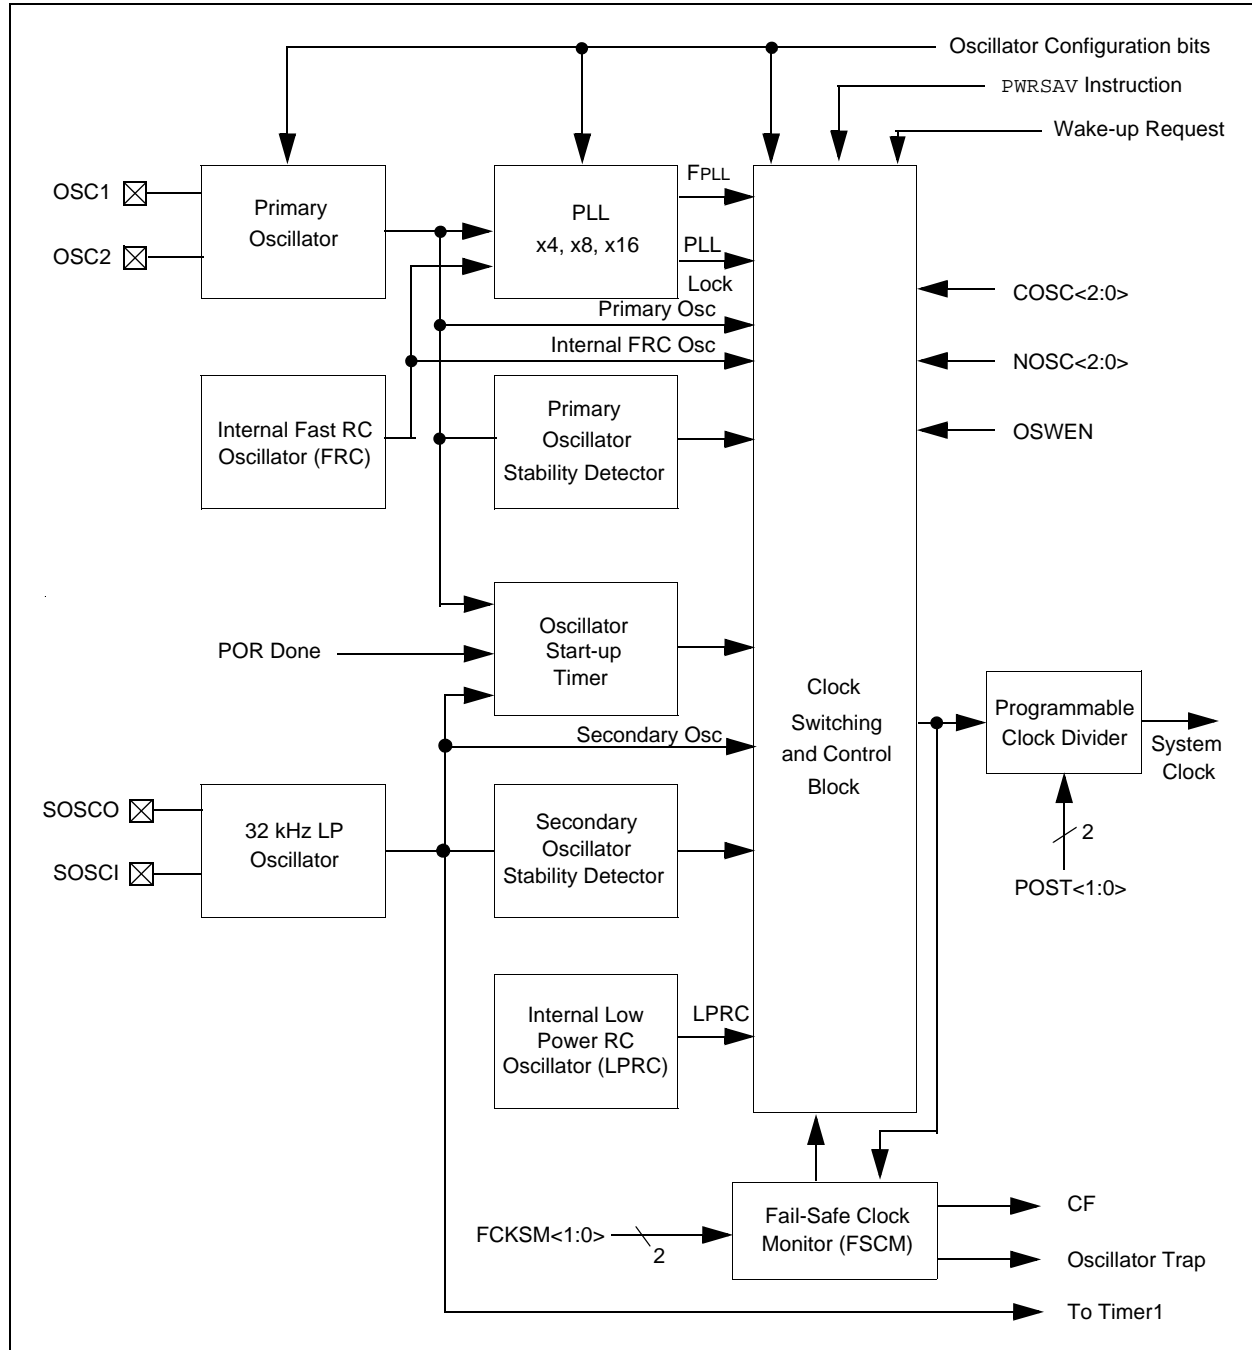 Oscillator Configuration bits
PWRSAV Instruction
Wake-up Request
OSC1
OSC2
Primary
Oscillator
PLL
x4, x8, x16
FPLL
PLL
Lock
Primary Osc
Internal FRC Osc
COSC<2:0>
NOSC<2:0>
OSWEN
Internal Fast RC
Oscillator (FRC)
Primary
Oscillator
Stability Detector
POR Done
Oscillator
Start-up
Timer
Secondary Osc
Clock
Switching
and Control
Block
Programmable
Clock Divider
System
Clock
2
POST<1:0>
SOSCO
SOSCI
32 kHz LP
Oscillator
Secondary
Oscillator
Stability Detector
Internal Low
Power RC
Oscillator (LPRC)
LPRC
FCKSM<1:0>
2
Fail-Safe Clock
Monitor (FSCM)
CF
Oscillator Trap
To Timer1